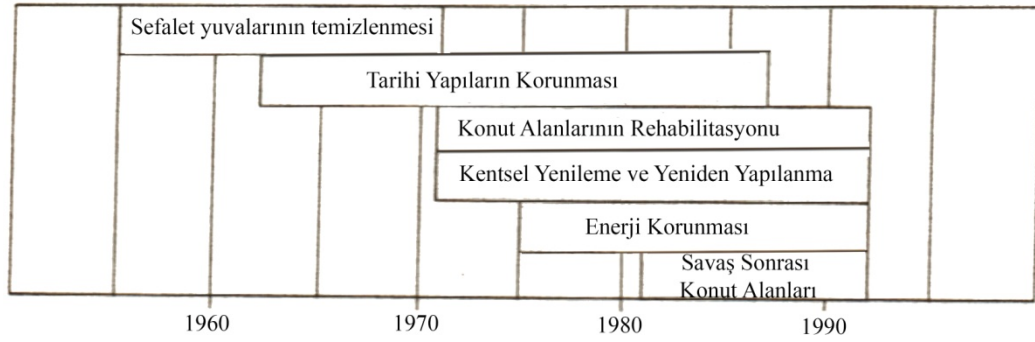 Sefalet yuvalarının temizlenmesi
Tarihi Yapıların Korunması
Konut Alanlarının Rehabilitasyonu
Kentsel Yenileme ve Yeniden Yapılanma
Enerji Korunması
Savaş Sonrası
Konut Alanları
1960 1970 1980 1990